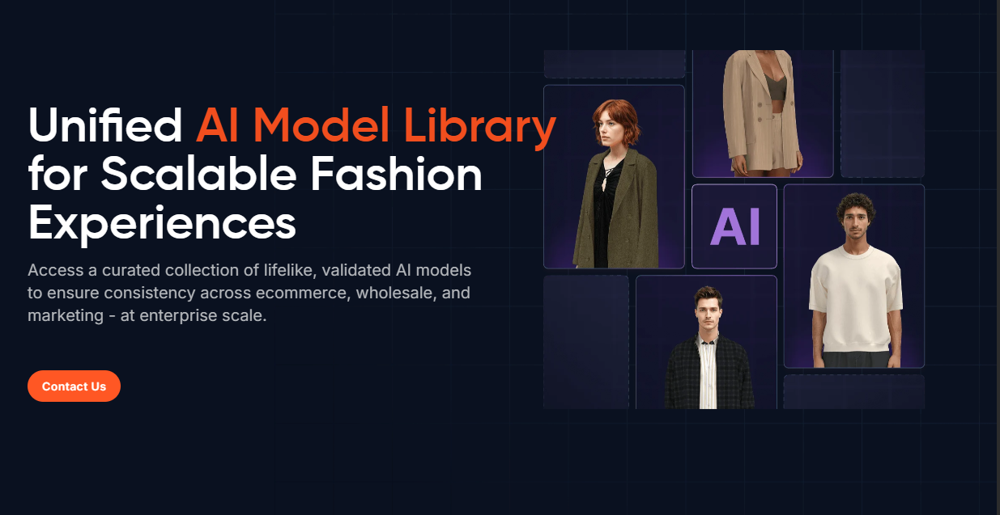 Unified AI Model Library
for Scalable Fashion
Experiences
Access a curated collection of lifelike, validated AI models
to ensure consistency across ecommerce, wholesale, and
marketing - at enterprise scale.
Contact Us
AI